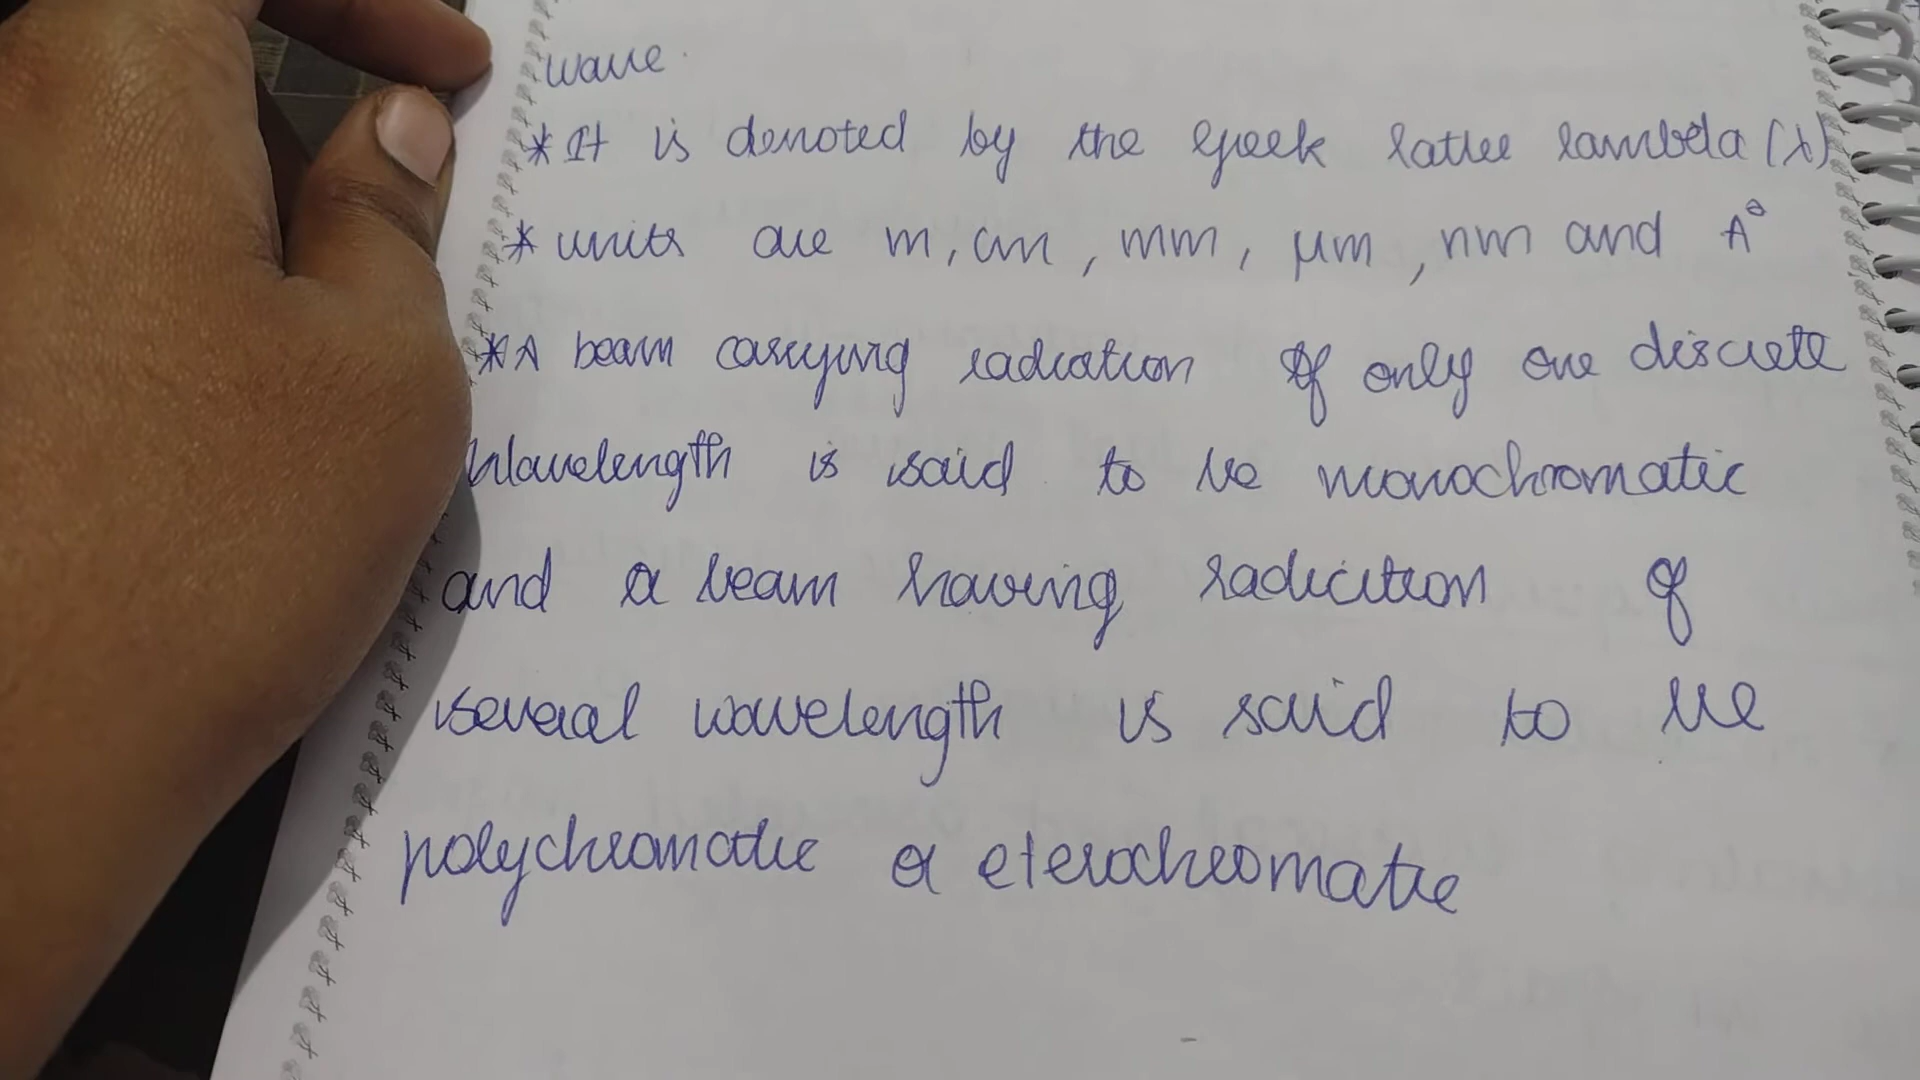 wave.
* It is denoted by the Greek latter lambda (λ)
* units are m, cm, mm, μm, nm and A°
* A beam carrying radiation of only one discrete
wavelength is said to be monochromatic
and a beam having radiation of
several wavelength is said to be
polychromatic or eterochromatic